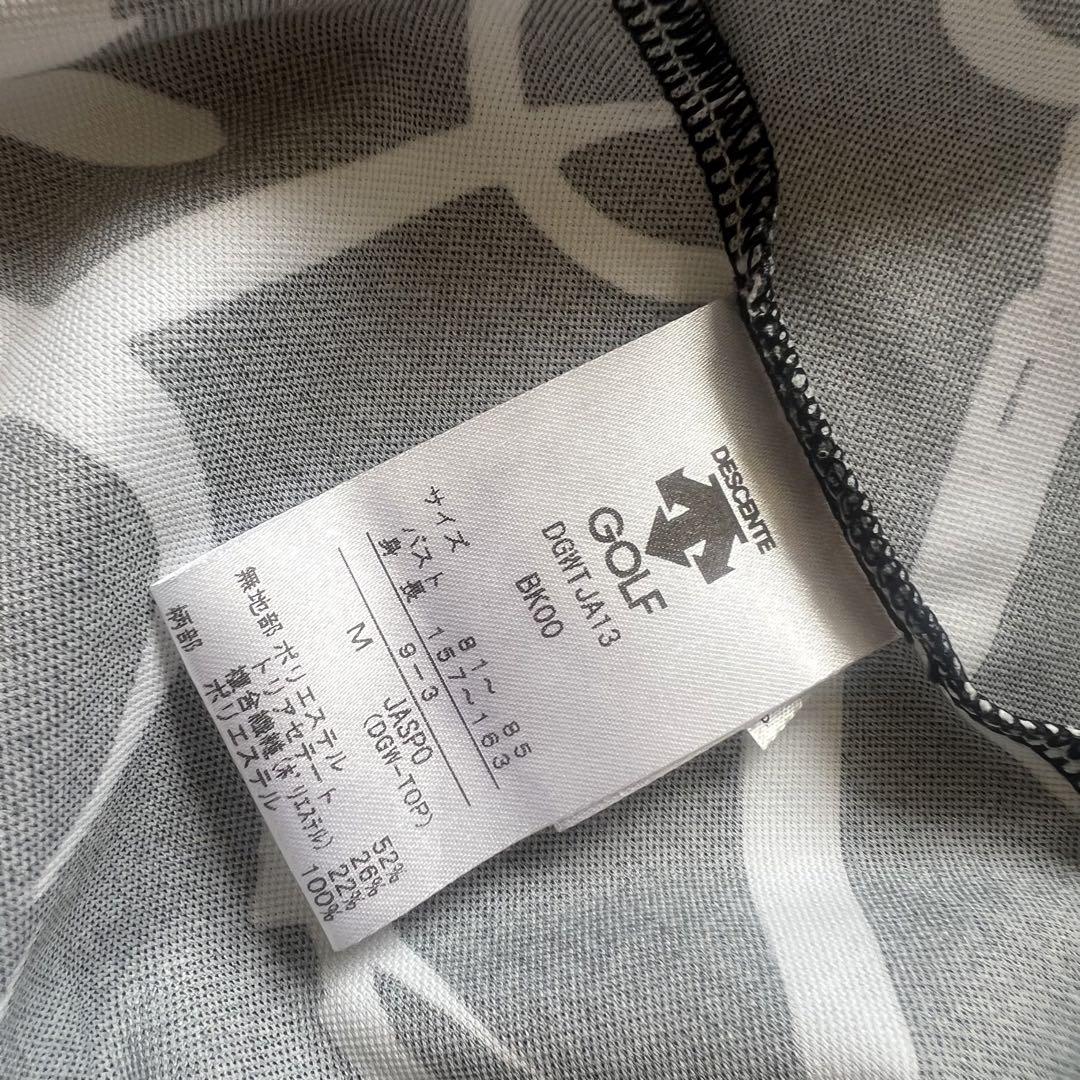 DESCENTE
GOLF
DGWTJA13
BK00
サイズ
バスト 81～85
身長 157～163
9-3
M JASPO
(DGW-TOP)
無地部 ポリエステル 52%
トリアセテート 26%
複合繊維(ポリエステル) 22%
柄部 ポリエステル 100%